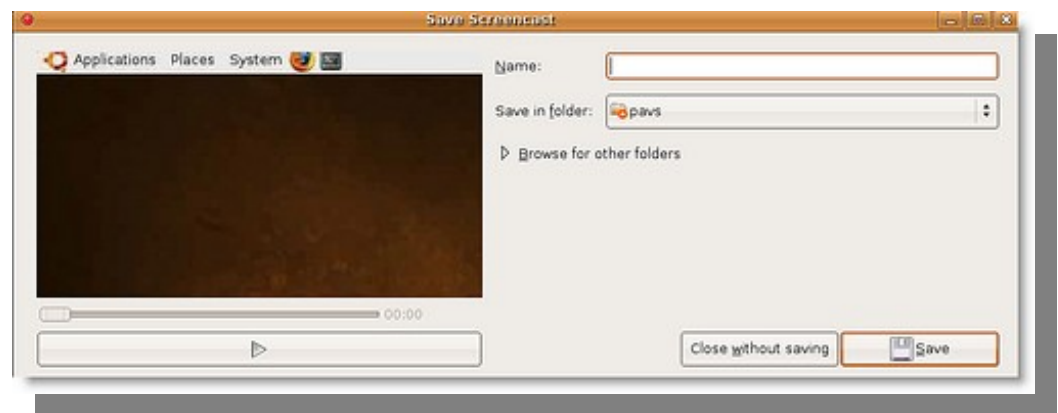 Save Screencast
Applications Places System
Name:
Save in folder: pavs
Browse for other folders
00:00
Close without saving
Save